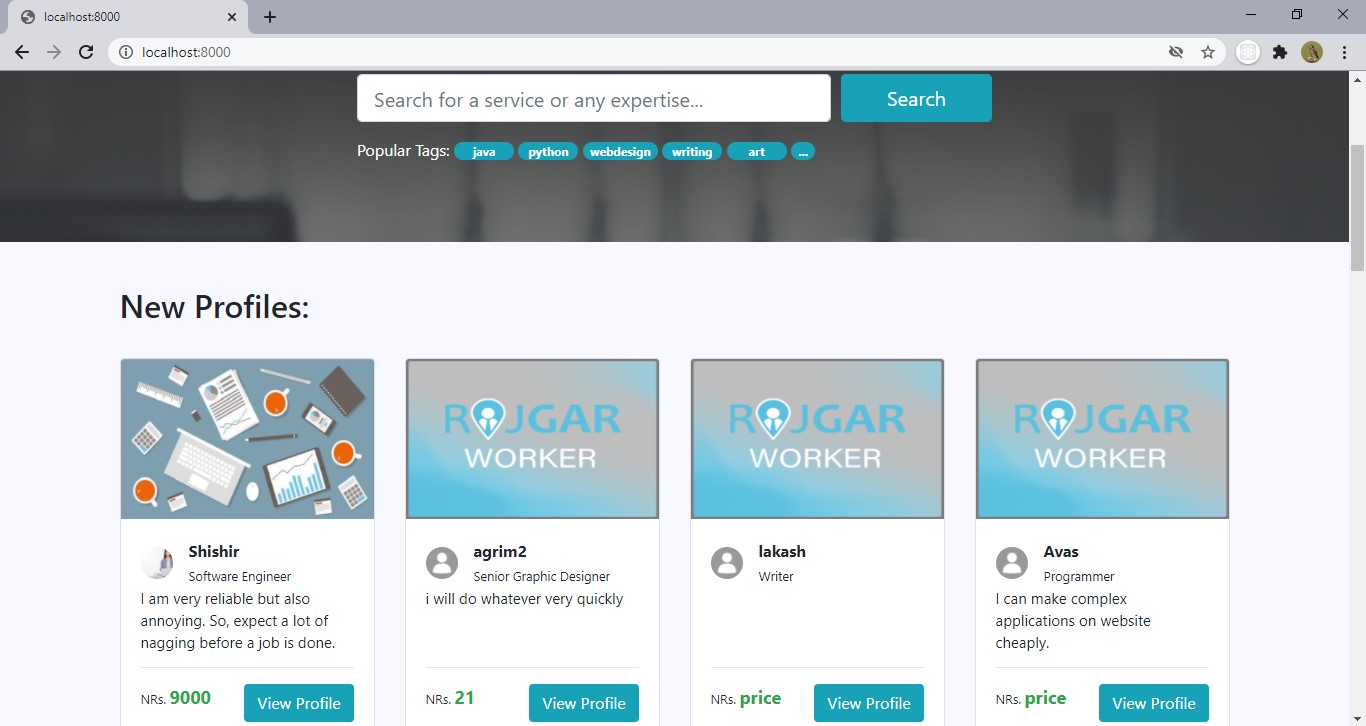 localhost:8000
localhost:8000
Search for a service or any expertise...
Search
Popular Tags: java python webdesign writing art ...
New Profiles:
ROJGAR
WORKER
ROJGAR
WORKER
ROJGAR
WORKER
Shishir
Software Engineer
I am very reliable but also
annoying. So, expect a lot of
nagging before a job is done.
NRs. 9000
View Profile
agrim2
Senior Graphic Designer
i will do whatever very quickly
NRs. 21
View Profile
lakash
Writer
NRs. price
View Profile
Avas
Programmer
I can make complex
applications on website
cheaply.
NRs. price
View Profile